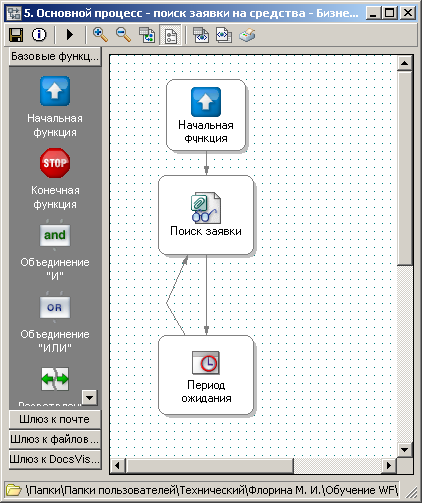 5. Основной процесс - поиск заявки на средства - Бизне...
Базовые функц...
Начальная
функция
STOP
Конечная
функция
and
Объединение
"И"
OR
Объединение
"ИЛИ"
Шлюз к почте
Шлюз к файлов...
Шлюз к DocsVis...
Начальная
функция
Поиск заявки
Период
ожидания
\Папки\Папки пользователей\Технический\Флорина М. И.\Обучение WF\